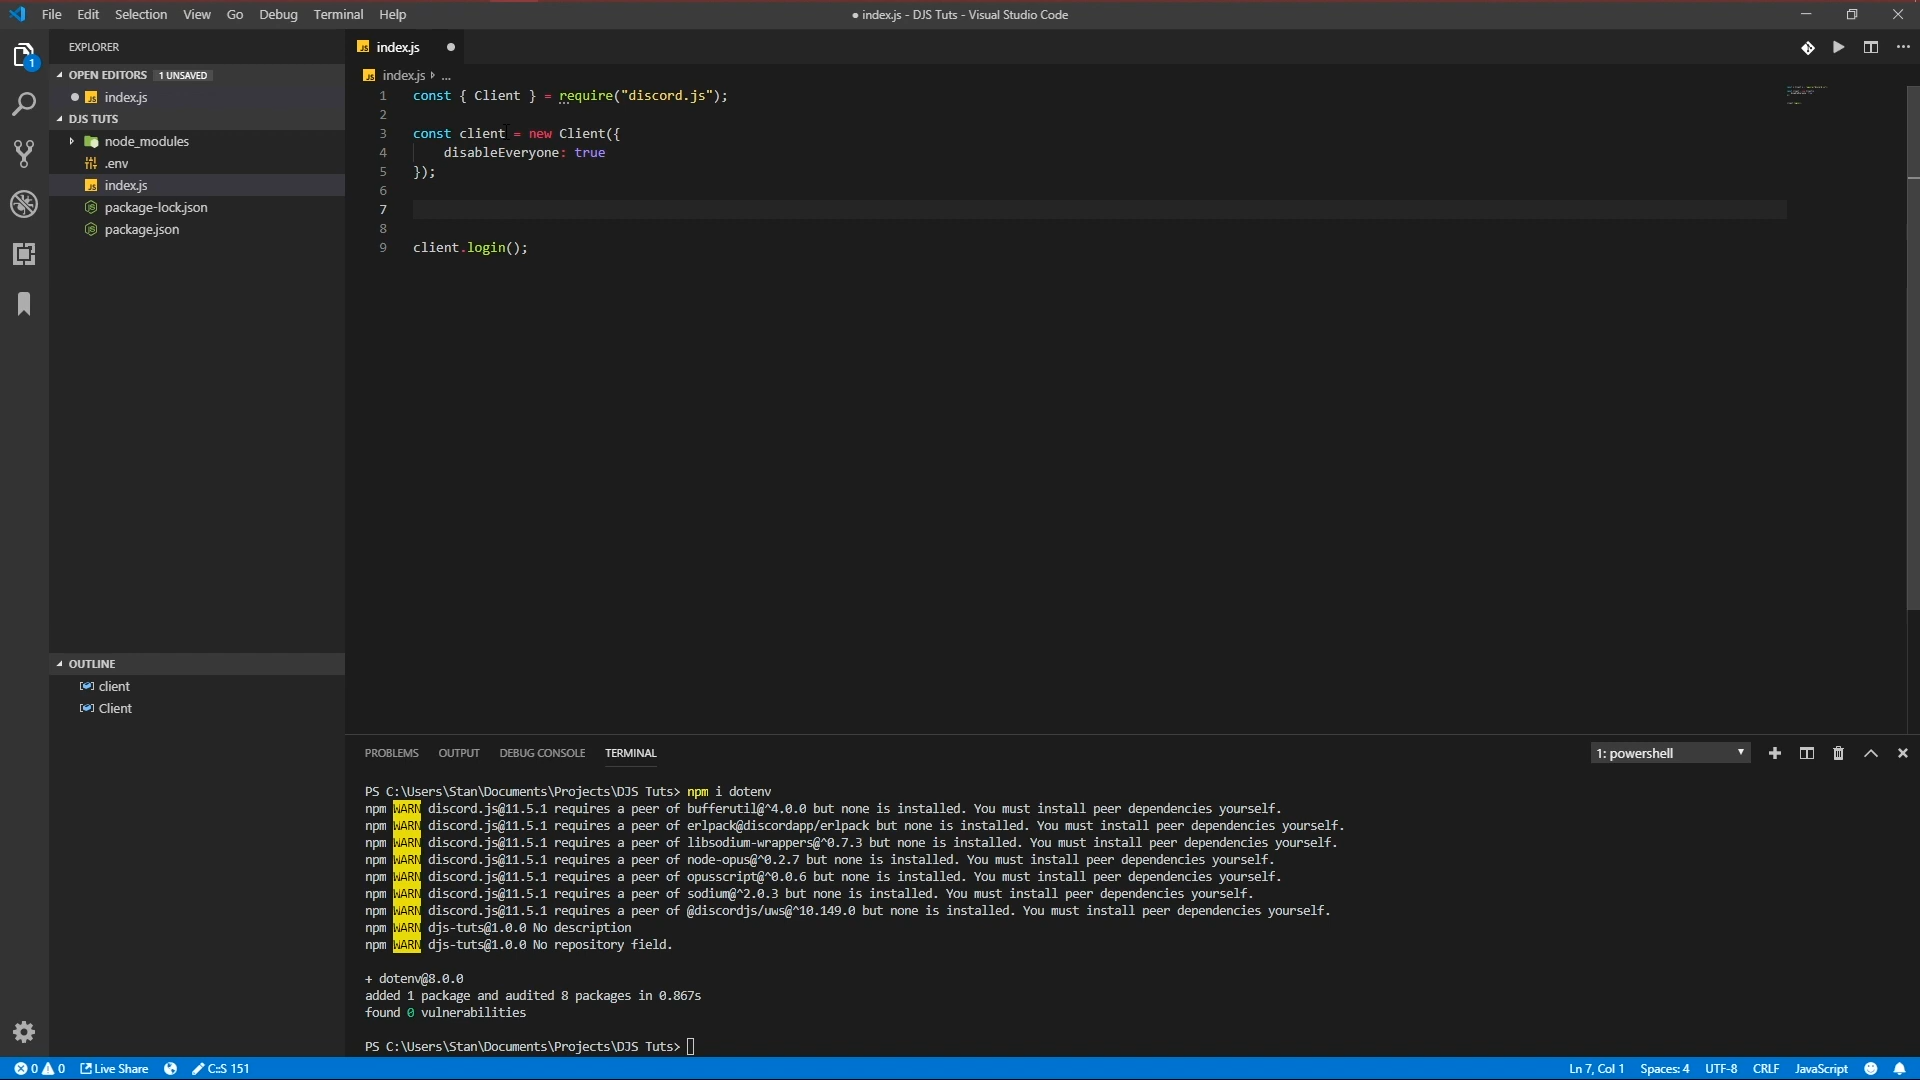 File Edit Selection View Go Debug Terminal Help
● index.js - DJS Tuts - Visual Studio Code
EXPLORER
1
OPEN EDITORS 1 UNSAVED
index.js
DJS TUTS
node_modules
.env
index.js
package-lock.json
package.json
OUTLINE
client
Client
index.js
index.js ...
1 const { Client } = require("discord.js");
2
3 const client = new Client({
4 disableEveryone: true
5 });
6
7
8
9 client.login();
PROBLEMS OUTPUT DEBUG CONSOLE TERMINAL
1: powershell
PS C:\Users\Stan\Documents\Projects\DJS Tuts> npm i dotenv
npm WARN discord.js@11.5.1 requires a peer of bufferutil@^4.0.0 but none is installed. You must install peer dependencies yourself.
npm WARN discord.js@11.5.1 requires a peer of erlpack@discordapp/erlpack but none is installed. You must install peer dependencies yourself.
npm WARN discord.js@11.5.1 requires a peer of libsodium-wrappers@^0.7.3 but none is installed. You must install peer dependencies yourself.
npm WARN discord.js@11.5.1 requires a peer of node-opus@^0.2.7 but none is installed. You must install peer dependencies yourself.
npm WARN discord.js@11.5.1 requires a peer of opusscript@^0.0.6 but none is installed. You must install peer dependencies yourself.
npm WARN discord.js@11.5.1 requires a peer of sodium@^2.0.3 but none is installed. You must install peer dependencies yourself.
npm WARN discord.js@11.5.1 requires a peer of @discordjs/uws@^10.149.0 but none is installed. You must install peer dependencies yourself.
npm WARN djs-tuts@1.0.0 No description
npm WARN djs-tuts@1.0.0 No repository field.
+ dotenv@8.0.0
added 1 package and audited 8 packages in 0.867s
found 0 vulnerabilities
PS C:\Users\Stan\Documents\Projects\DJS Tuts>
0 0 Live Share C:S 151
Ln 7, Col 1 Spaces: 4 UTF-8 CRLF JavaScript